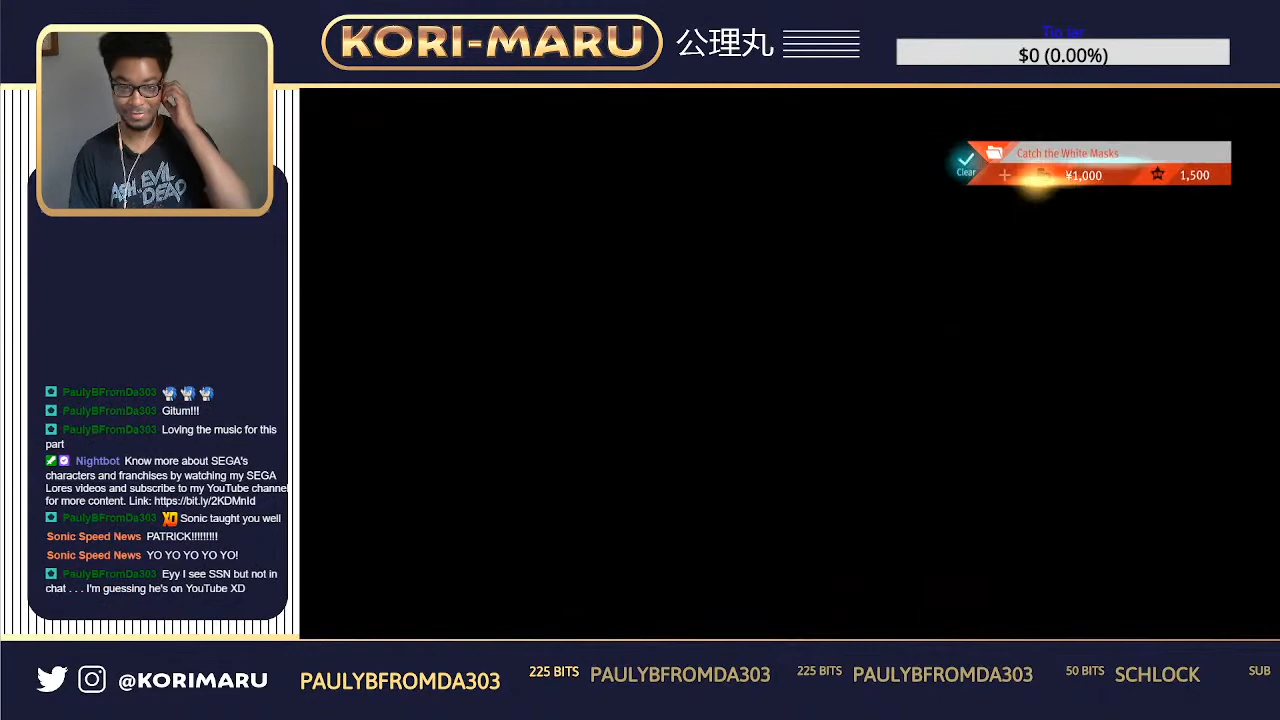 KORI-MARU 公理丸
Tip Jar
$0 (0.00%)
ASH EVIL
DEAD
Catch the White Masks
Clear
¥1,000
1,500
PaulyBFromDa303
PaulyBFromDa303 Gitum!!!
PaulyBFromDa303 Loving the music for this
part
Nightbot Know more about SEGA's
characters and franchises by watching my SEGA
Lores videos and subscribe to my YouTube channel
for more content. Link: https://bit.ly/2KDMnId
PaulyBFromDa303 XD Sonic taught you well
Sonic Speed News PATRICK!!!!!!!!!
Sonic Speed News YO YO YO YO YO!
PaulyBFromDa303 Eyy I see SSN but not in
chat . . . I'm guessing he's on YouTube XD
@KORIMARU PAULYBFROMDA303 225 BITS PAULYBFROMDA303 225 BITS PAULYBFROMDA303 50 BITS SCHLOCK SUB